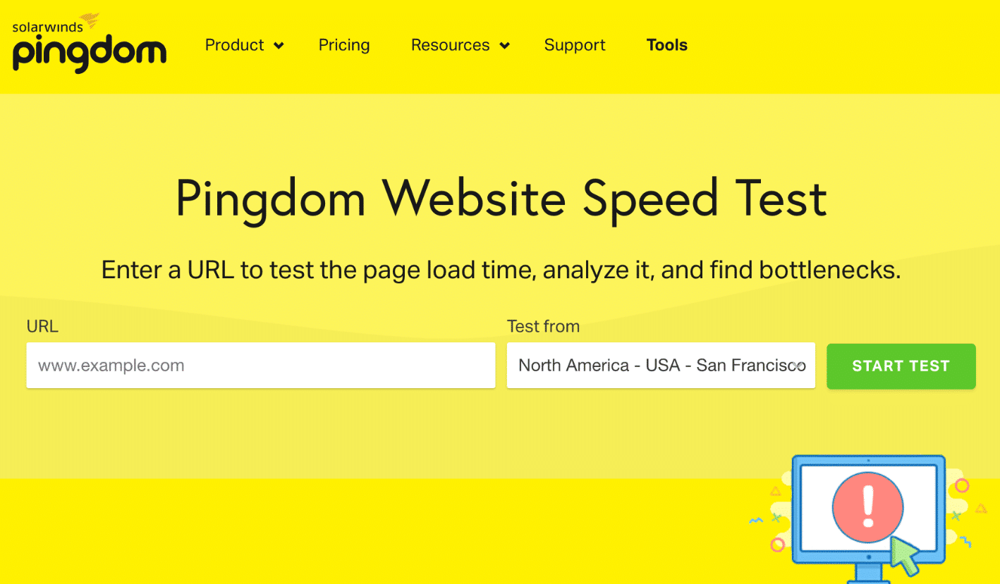 solarwinds
pingdom
Product Pricing Resources Support Tools
Pingdom Website Speed Test
Enter a URL to test the page load time, analyze it, and find bottlenecks.
URL Test from
www.example.com North America - USA - San Francisco START TEST
!